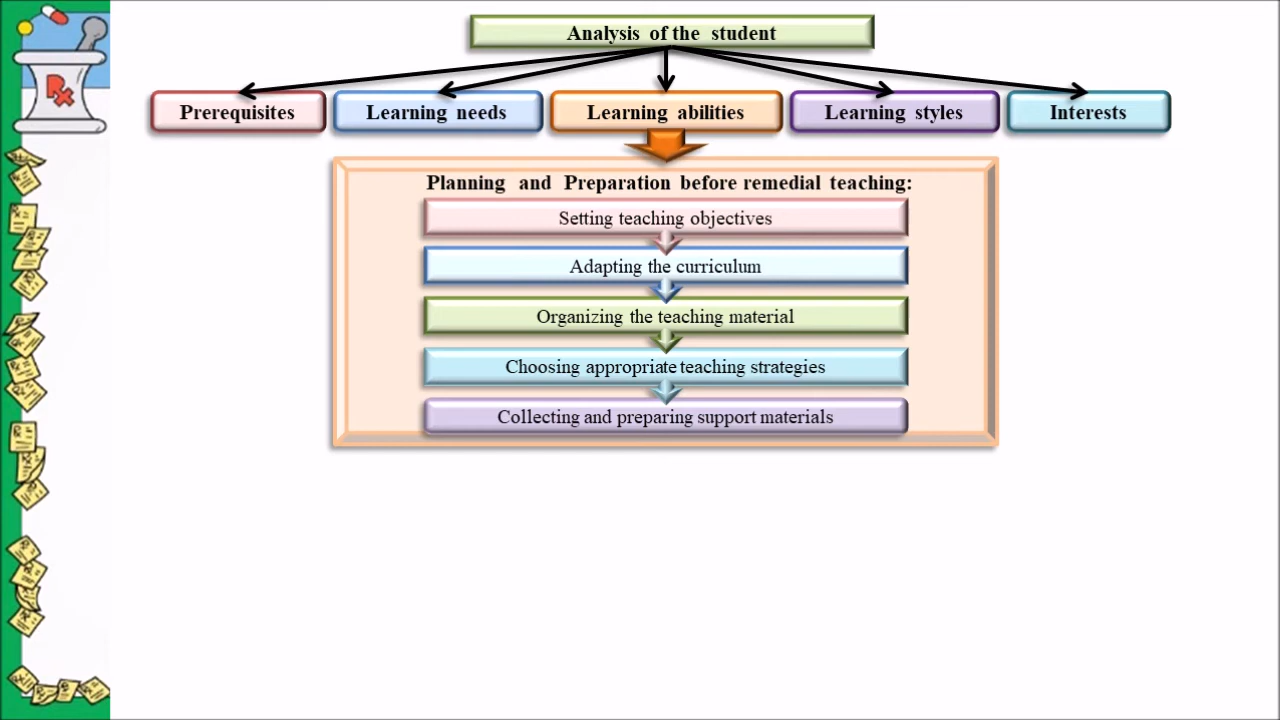 Analysis of the student
Prerequisites
Learning needs
Learning abilities
Learning styles
Interests
Planning and Preparation before remedial teaching:
Setting teaching objectives
Adapting the curriculum
Organizing the teaching material
Choosing appropriate teaching strategies
Collecting and preparing support materials